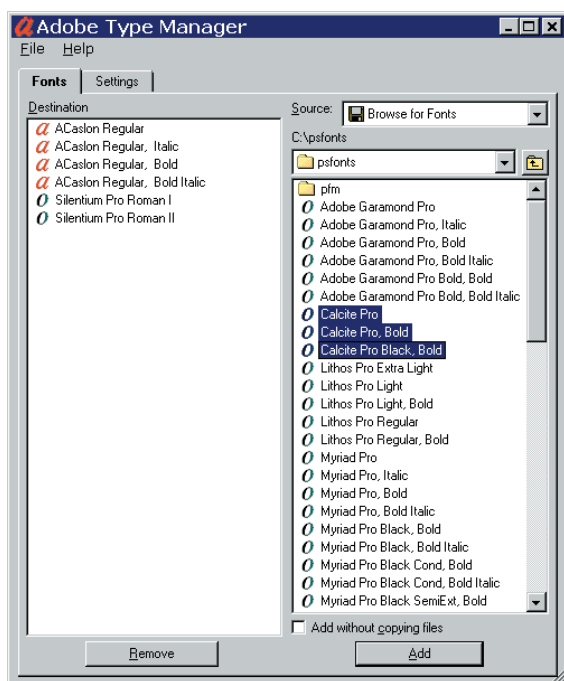 Adobe Type Manager
File Help
Fonts Settings
Destination
ACaslon Regular
ACaslon Regular, Italic
ACaslon Regular, Bold
ACaslon Regular, Bold Italic
Silentium Pro Roman I
Silentium Pro Roman II
Remove
Source: Browse for Fonts
C:\psfonts
psfonts
pfm
Adobe Garamond Pro
Adobe Garamond Pro, Italic
Adobe Garamond Pro, Bold
Adobe Garamond Pro, Bold Italic
Adobe Garamond Pro Bold, Bold
Adobe Garamond Pro Bold, Bold Italic
Calcite Pro
Calcite Pro, Bold
Calcite Pro Black, Bold
Lithos Pro Extra Light
Lithos Pro Light
Lithos Pro Light, Bold
Lithos Pro Regular
Lithos Pro Regular, Bold
Myriad Pro
Myriad Pro, Italic
Myriad Pro, Bold
Myriad Pro, Bold Italic
Myriad Pro Black, Bold
Myriad Pro Black, Bold Italic
Myriad Pro Black Cond, Bold
Myriad Pro Black Cond, Bold Italic
Myriad Pro Black SemiExt, Bold
Add without copying files
Add